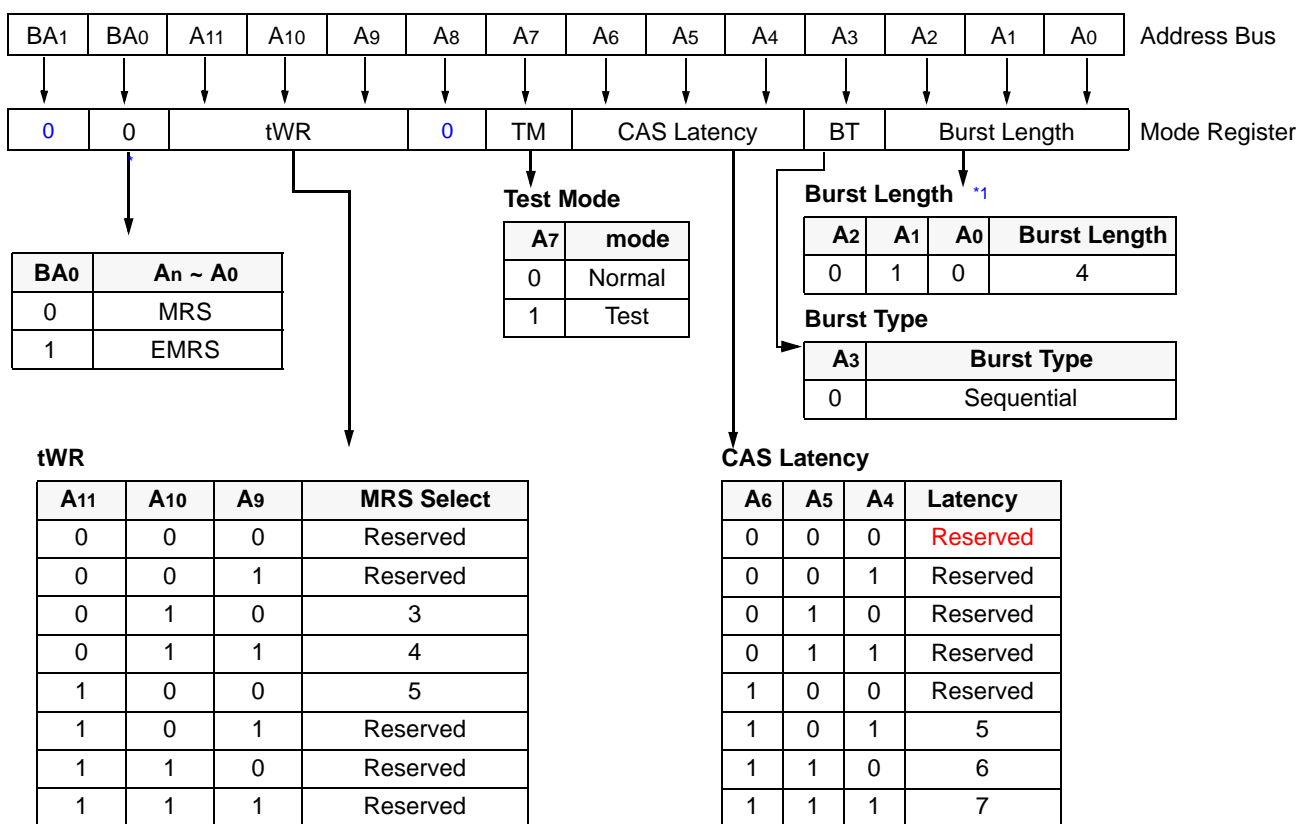 BA1 BA0 A11 A10 A9 A8 A7 A6 A5 A4 A3 A2 A1 A0 Address Bus
0 0 tWR 0 TM CAS Latency BT Burst Length Mode Register
*
BA0 An ~ A0
0 MRS
1 EMRS
Test Mode
A7 mode
0 Normal
1 Test
Burst Length *1
A2 A1 A0 Burst Length
0 1 0 4
Burst Type
A3 Burst Type
0 Sequential
tWR
A11 A10 A9 MRS Select
0 0 0 Reserved
0 0 1 Reserved
0 1 0 3
0 1 1 4
1 0 0 5
1 0 1 Reserved
1 1 0 Reserved
1 1 1 Reserved
CAS Latency
A6 A5 A4 Latency
0 0 0 Reserved
0 0 1 Reserved
0 1 0 Reserved
0 1 1 Reserved
1 0 0 Reserved
1 0 1 5
1 1 0 6
1 1 1 7